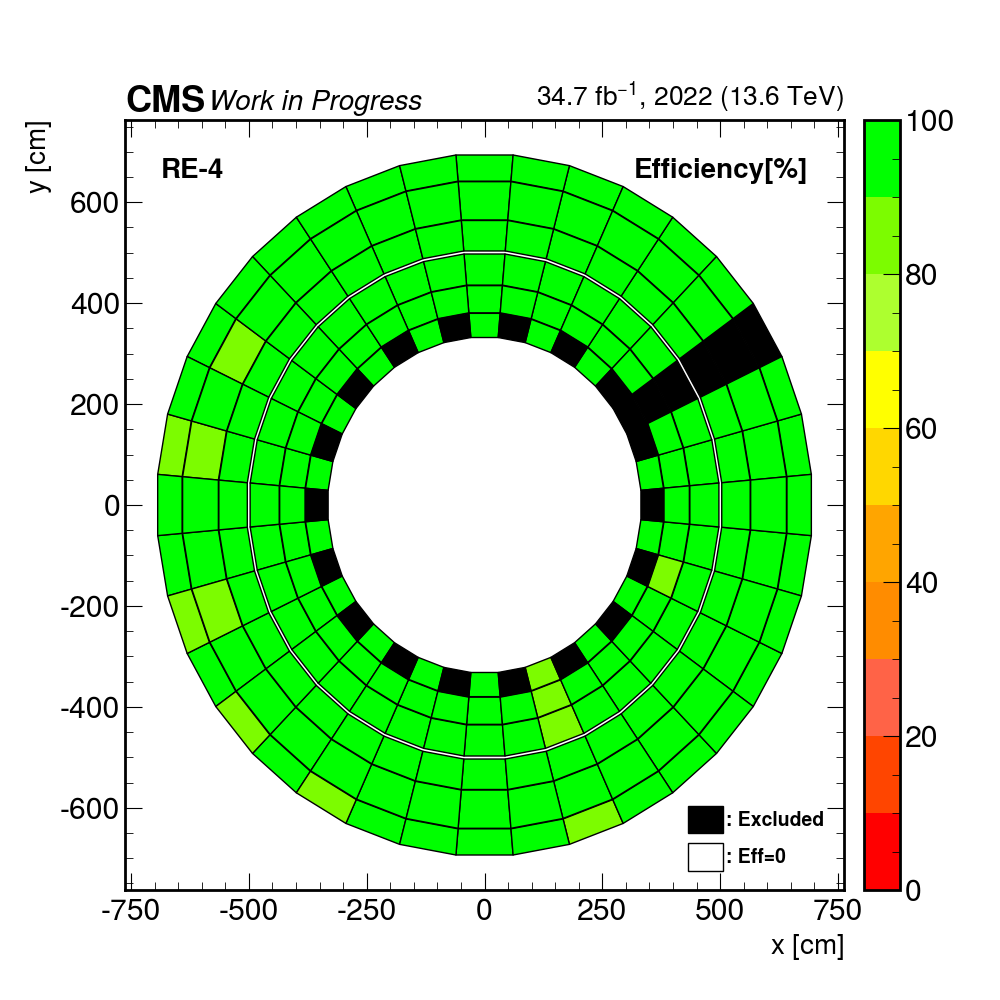 CMS Work in Progress 34.7 fb⁻¹, 2022 (13.6 TeV)
y [cm]
RE-4 Efficiency[%]
600
400
200
0
-200
-400
-600
100
80
60
40
20
0
: Excluded
: Eff=0
-750 -500 -250 0 250 500 750
x [cm]